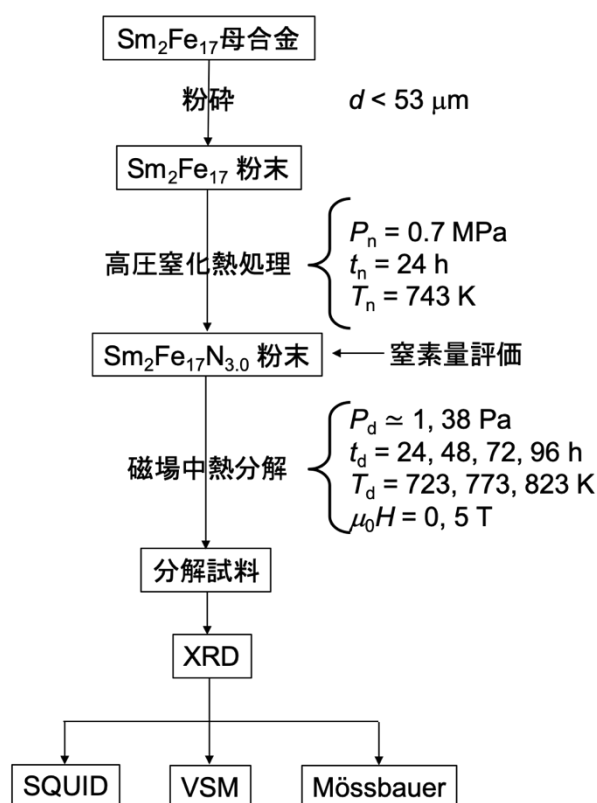 Sm₂Fe₁₇母合金
粉砕
d < 53 μm
Sm₂Fe₁₇ 粉末
高圧窒化熱処理
Pₙ = 0.7 MPa
tₙ = 24 h
Tₙ = 743 K
Sm₂Fe₁₇N₃.₀ 粉末
窒素量評価
磁場中熱分解
P_d ≃ 1, 38 Pa
t_d = 24, 48, 72, 96 h
T_d = 723, 773, 823 K
μ₀H = 0, 5 T
分解試料
XRD
SQUID
VSM
Mössbauer